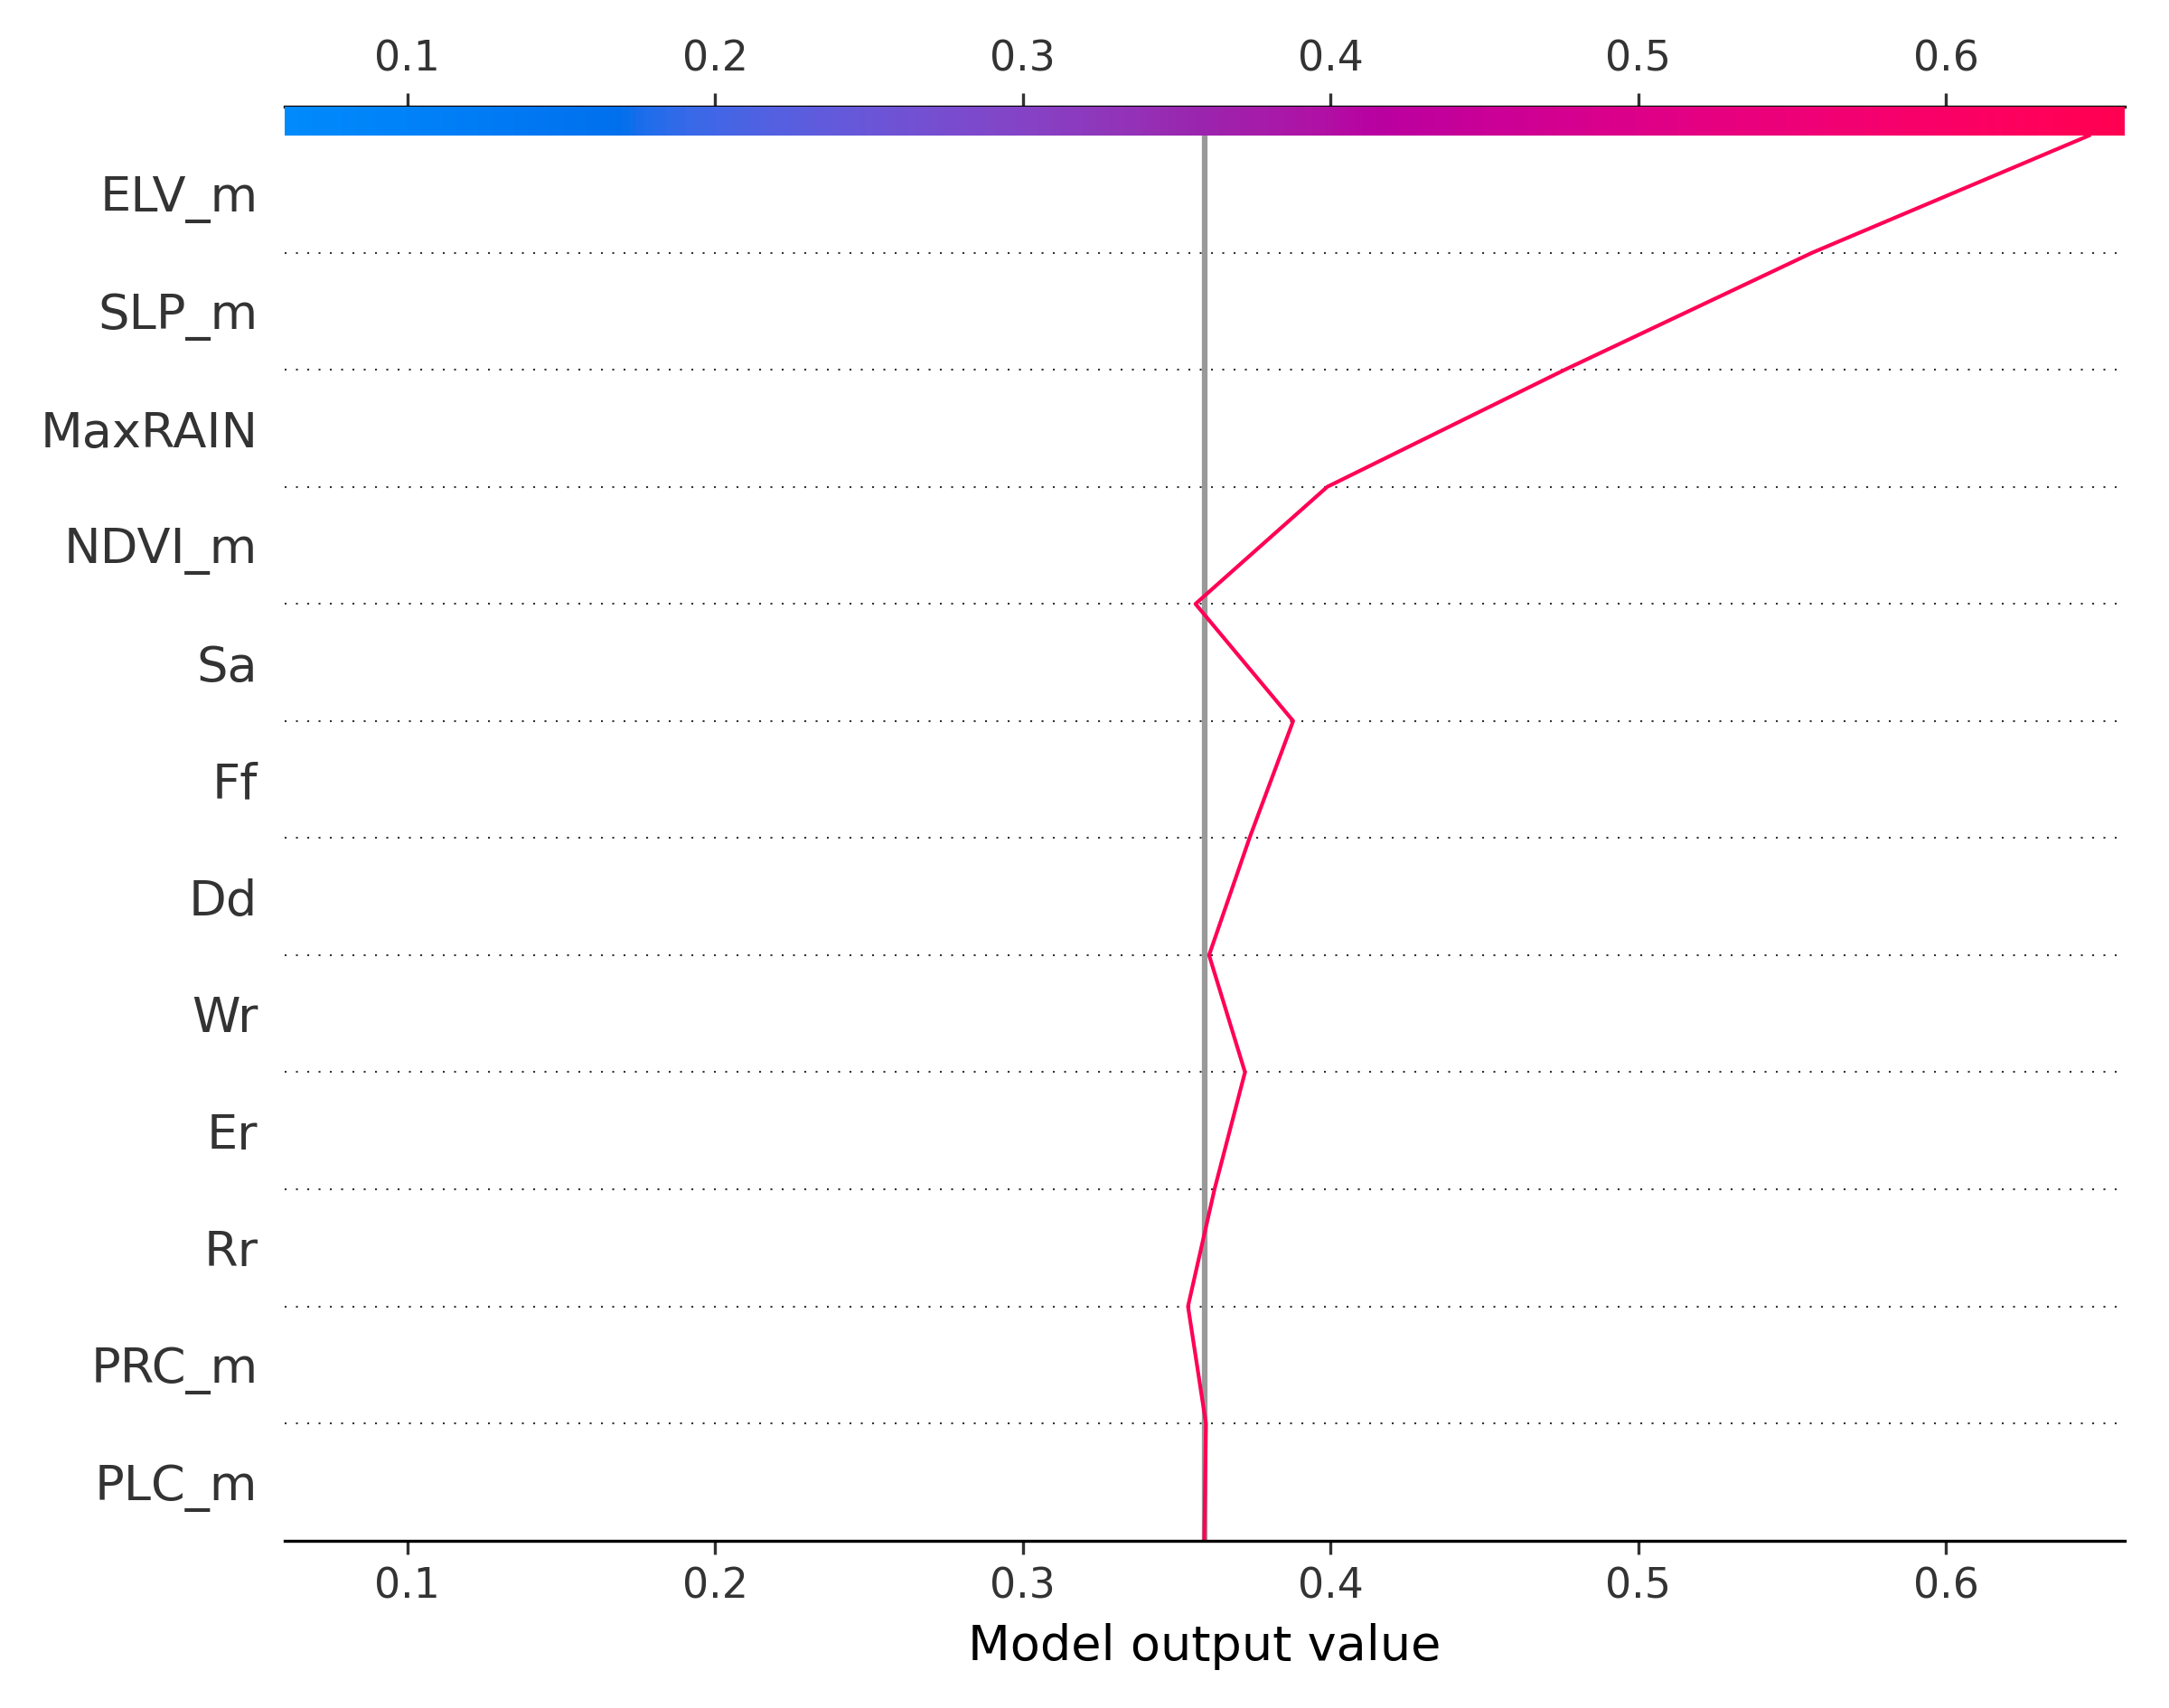 0.1 0.2 0.3 0.4 0.5 0.6
ELV_m
SLP_m
MaxRAIN
NDVI_m
Sa
Ff
Dd
Wr
Er
Rr
PRC_m
PLC_m
0.1 0.2 0.3 0.4 0.5 0.6
Model output value